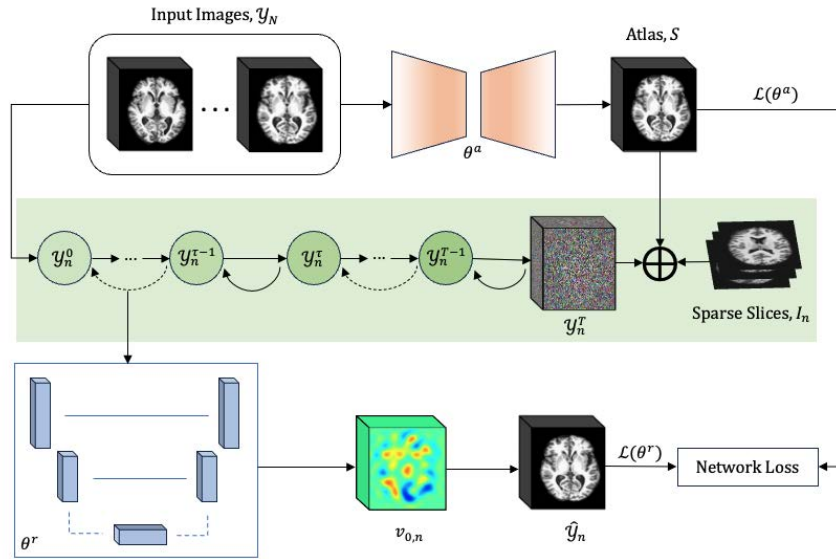 Input Images, 𝒴_N
Atlas, S
ℒ(θ^a)
θ^a
𝒴_n^0
...
𝒴_n^{τ−1}
𝒴_n^τ
...
𝒴_n^{T−1}
𝒴_n^T
Sparse Slices, I_n
θ^r
v_{0,n}
𝒴̂_n
ℒ(θ^r)
Network Loss